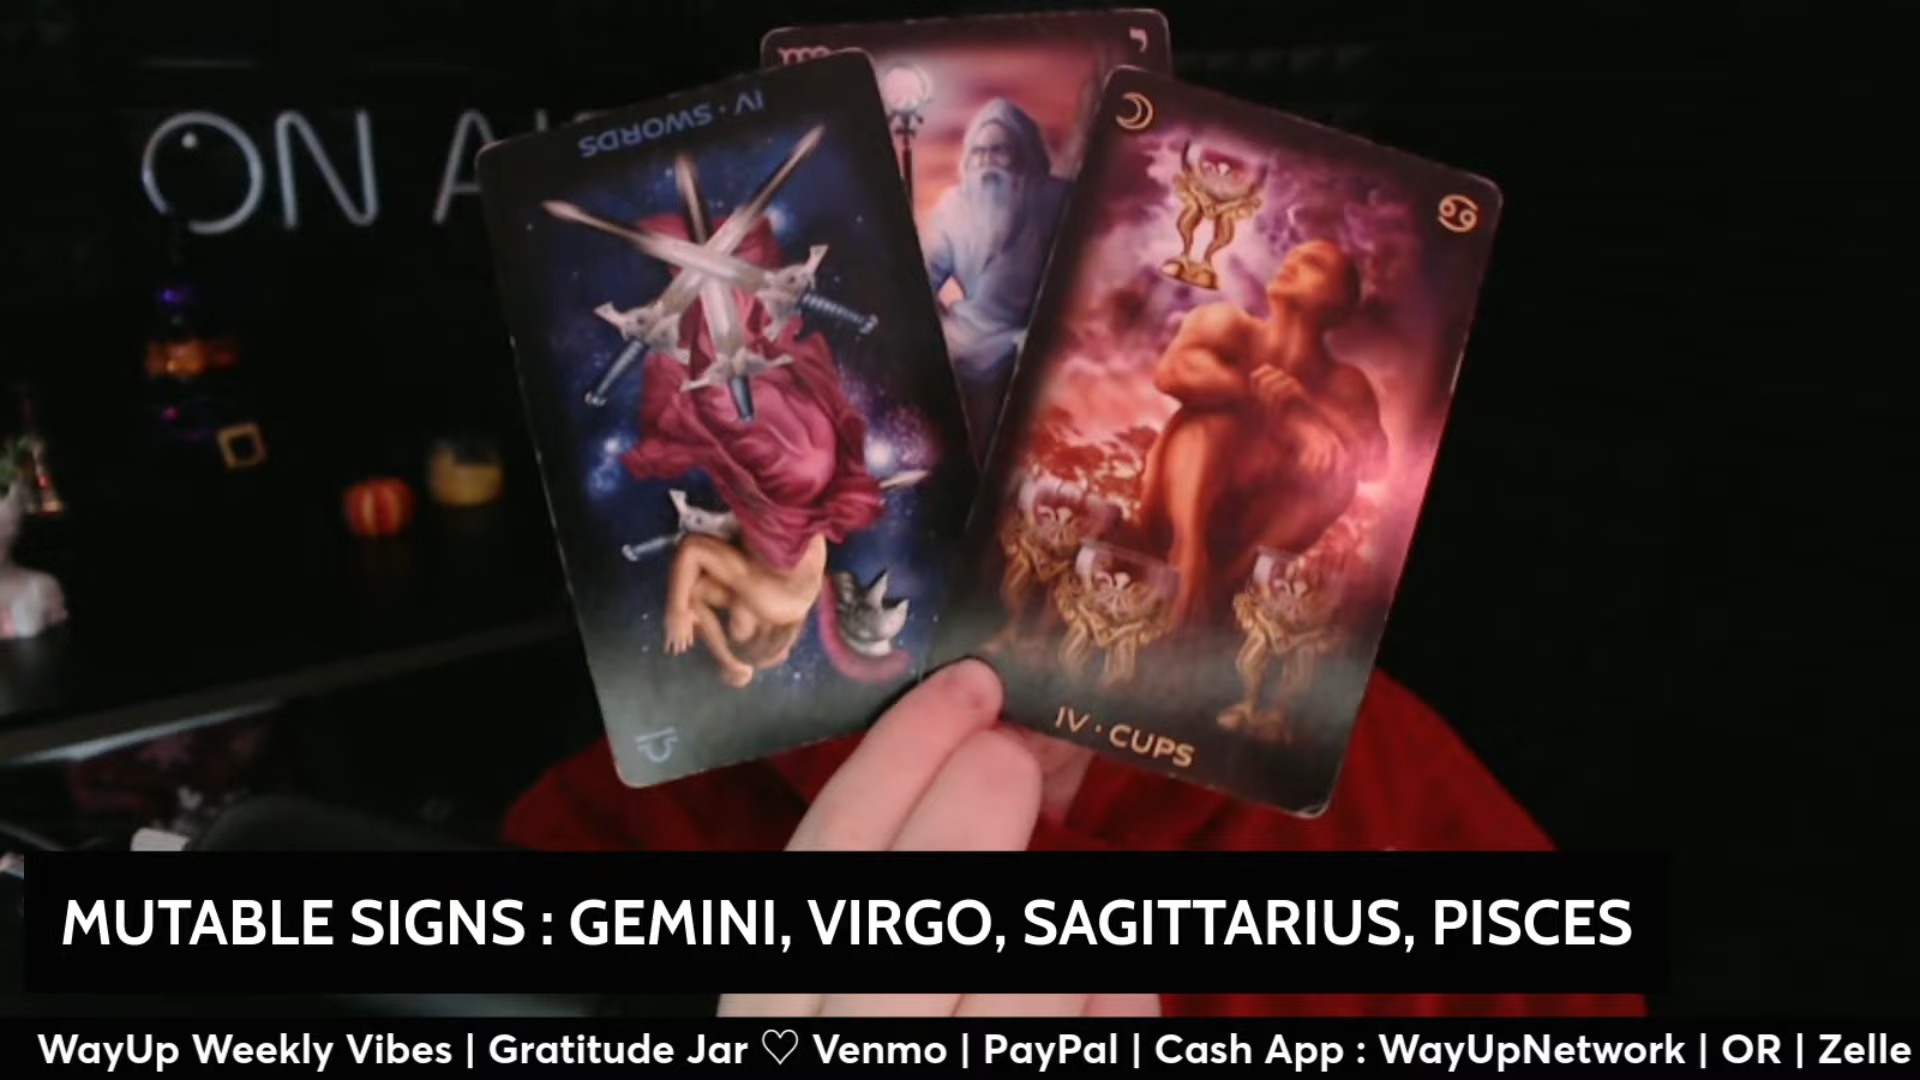 ON A
IV · SWORDS
IV · CUPS
MUTABLE SIGNS : GEMINI, VIRGO, SAGITTARIUS, PISCES
WayUp Weekly Vibes | Gratitude Jar ♡ Venmo | PayPal | Cash App : WayUpNetwork | OR | Zelle